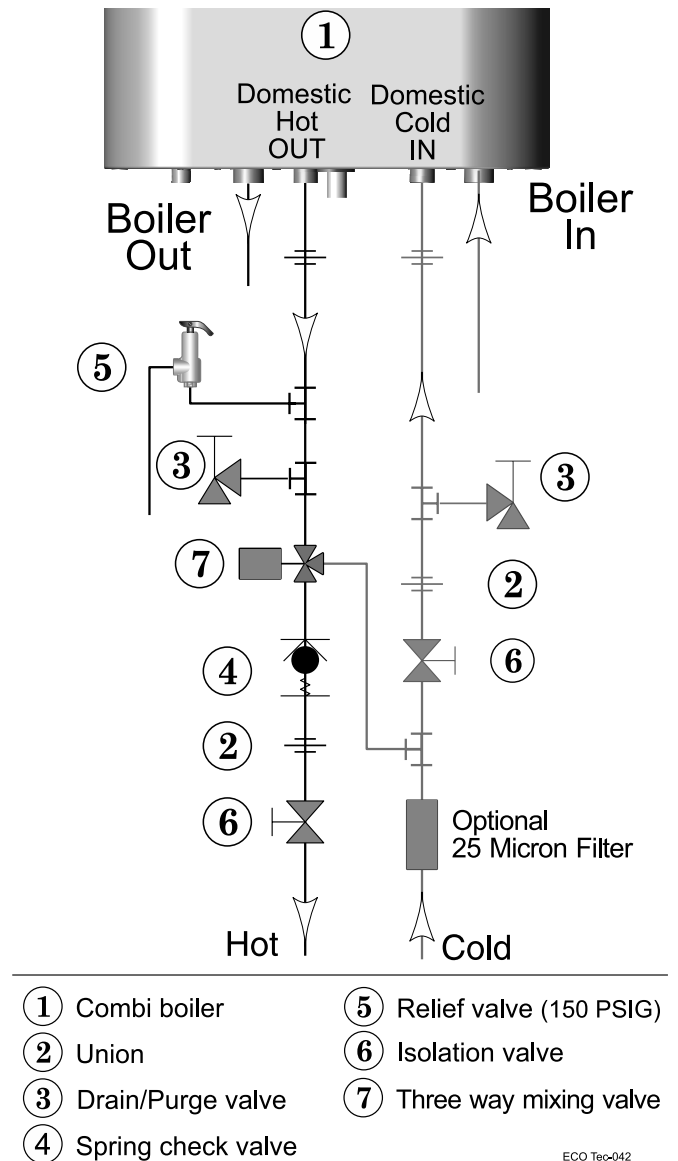 1
Domestic Hot OUT
Domestic Cold IN
Boiler Out
Boiler In
5
3
3
7
2
4
6
2
6
Optional
25 Micron Filter
Hot
Cold
1 Combi boiler
2 Union
3 Drain/Purge valve
4 Spring check valve
5 Relief valve (150 PSIG)
6 Isolation valve
7 Three way mixing valve
ECO Tec-042